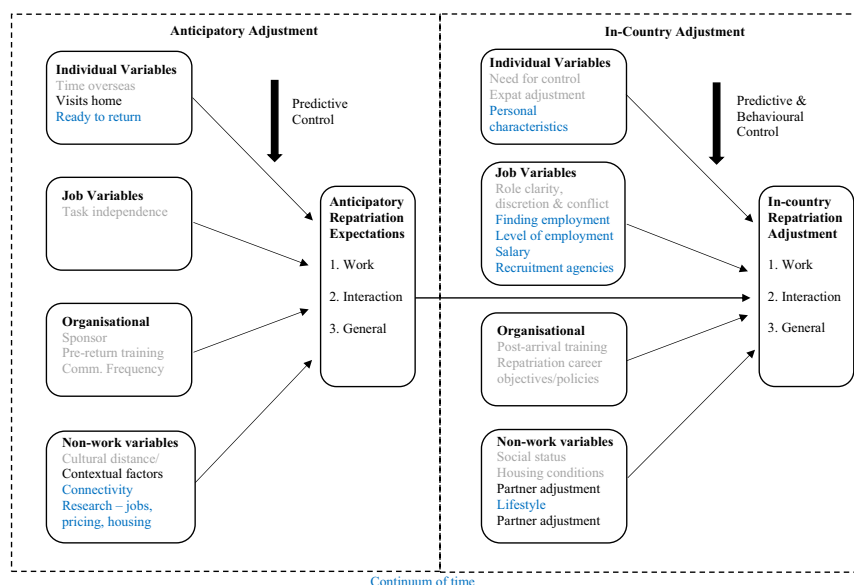 Anticipatory Adjustment
Individual Variables
Time overseas
Visits home
Ready to return
Predictive
Control
Job Variables
Task independence
Anticipatory
Repatriation
Expectations
1. Work
2. Interaction
3. General
Organisational
Sponsor
Pre-return training
Comm. Frequency
Non-work variables
Cultural distance/
Contextual factors
Connectivity
Research – jobs,
pricing, housing
In-Country Adjustment
Individual Variables
Need for control
Expat adjustment
Personal
characteristics
Predictive &
Behavioural
Control
Job Variables
Role clarity,
discretion & conflict
Finding employment
Level of employment
Salary
Recruitment agencies
In-country
Repatriation
Adjustment
1. Work
2. Interaction
3. General
Organisational
Post-arrival training
Repatriation career
objectives/policies
Non-work variables
Social status
Housing conditions
Partner adjustment
Lifestyle
Partner adjustment
Continuum of time